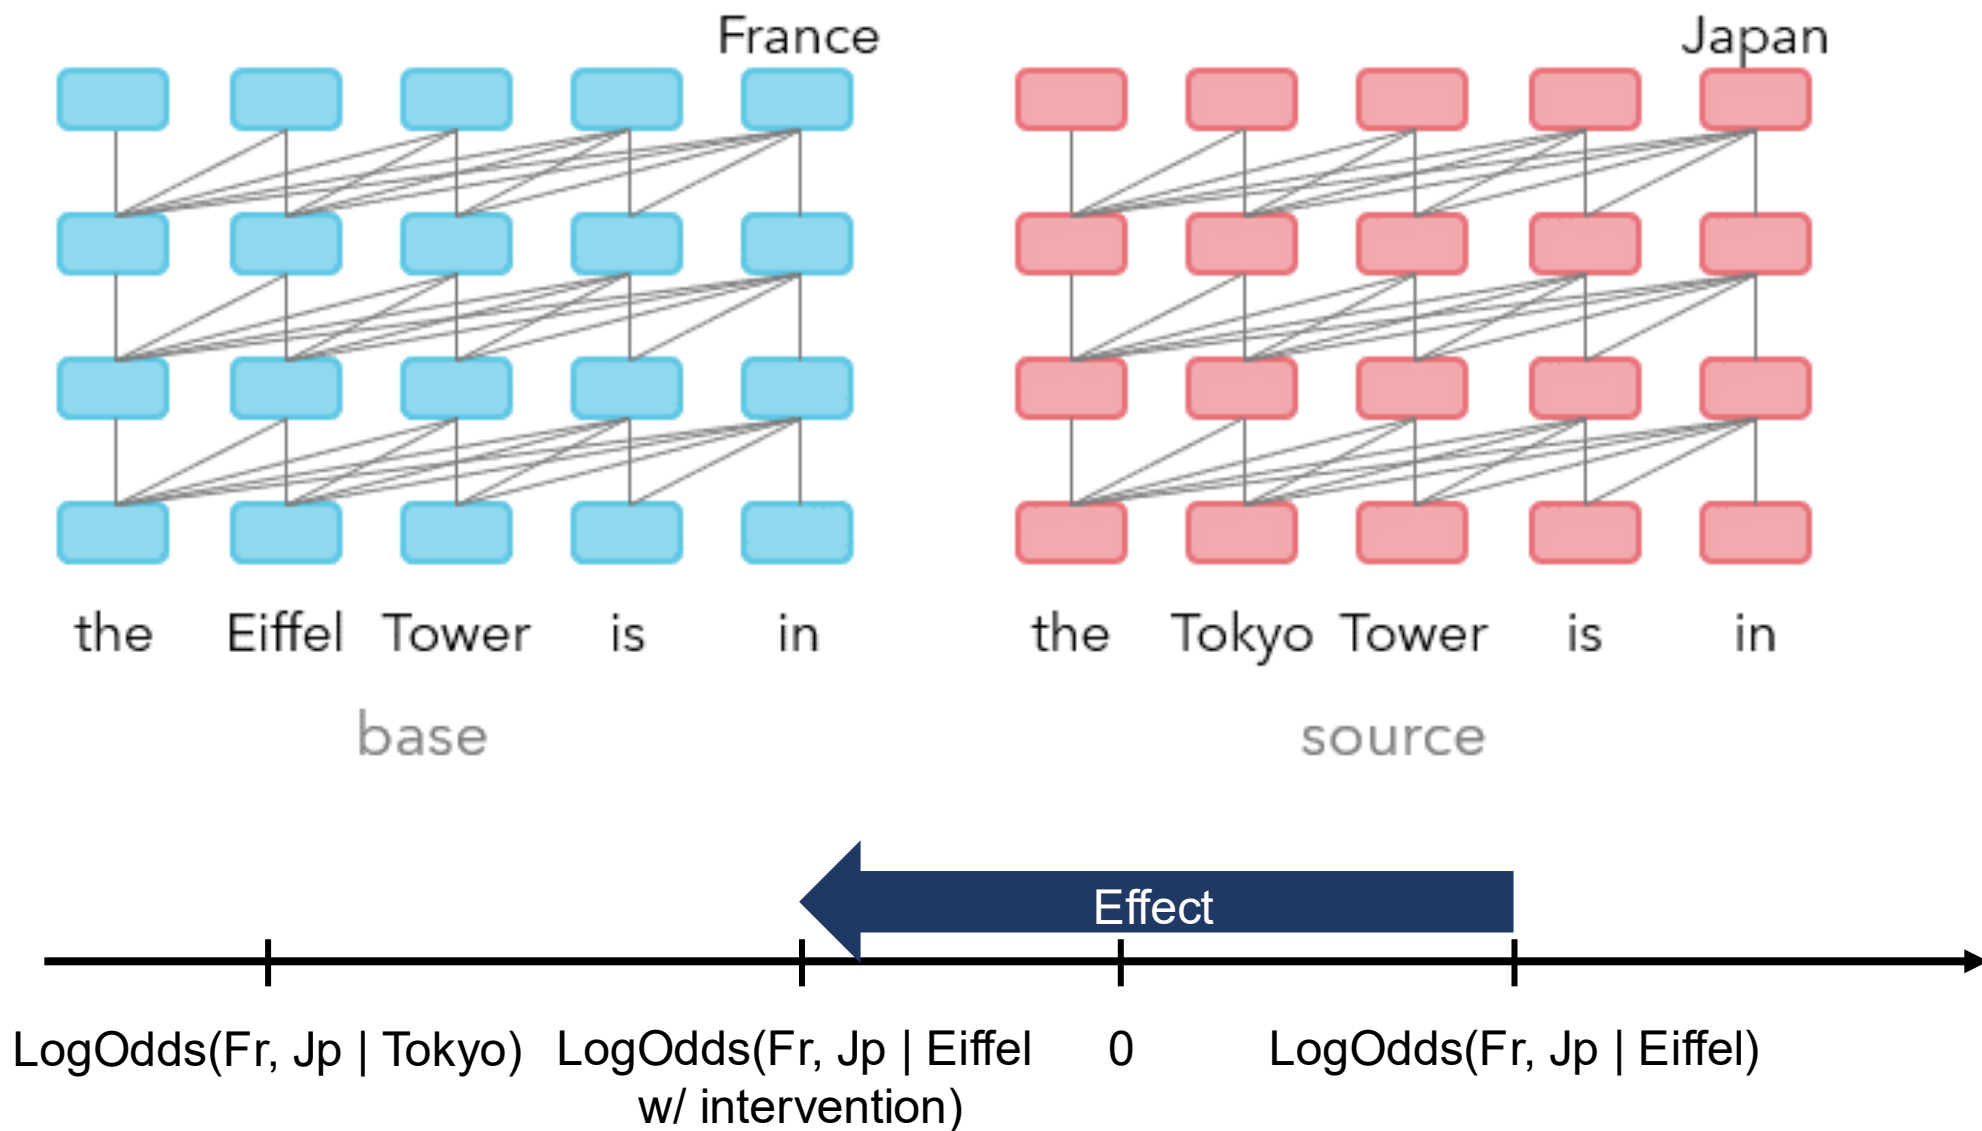 France
Japan
the Eiffel Tower is in
the Tokyo Tower is in
base
source
Effect
LogOdds(Fr, Jp | Tokyo)
LogOdds(Fr, Jp | Eiffel
w/ intervention)
0
LogOdds(Fr, Jp | Eiffel)